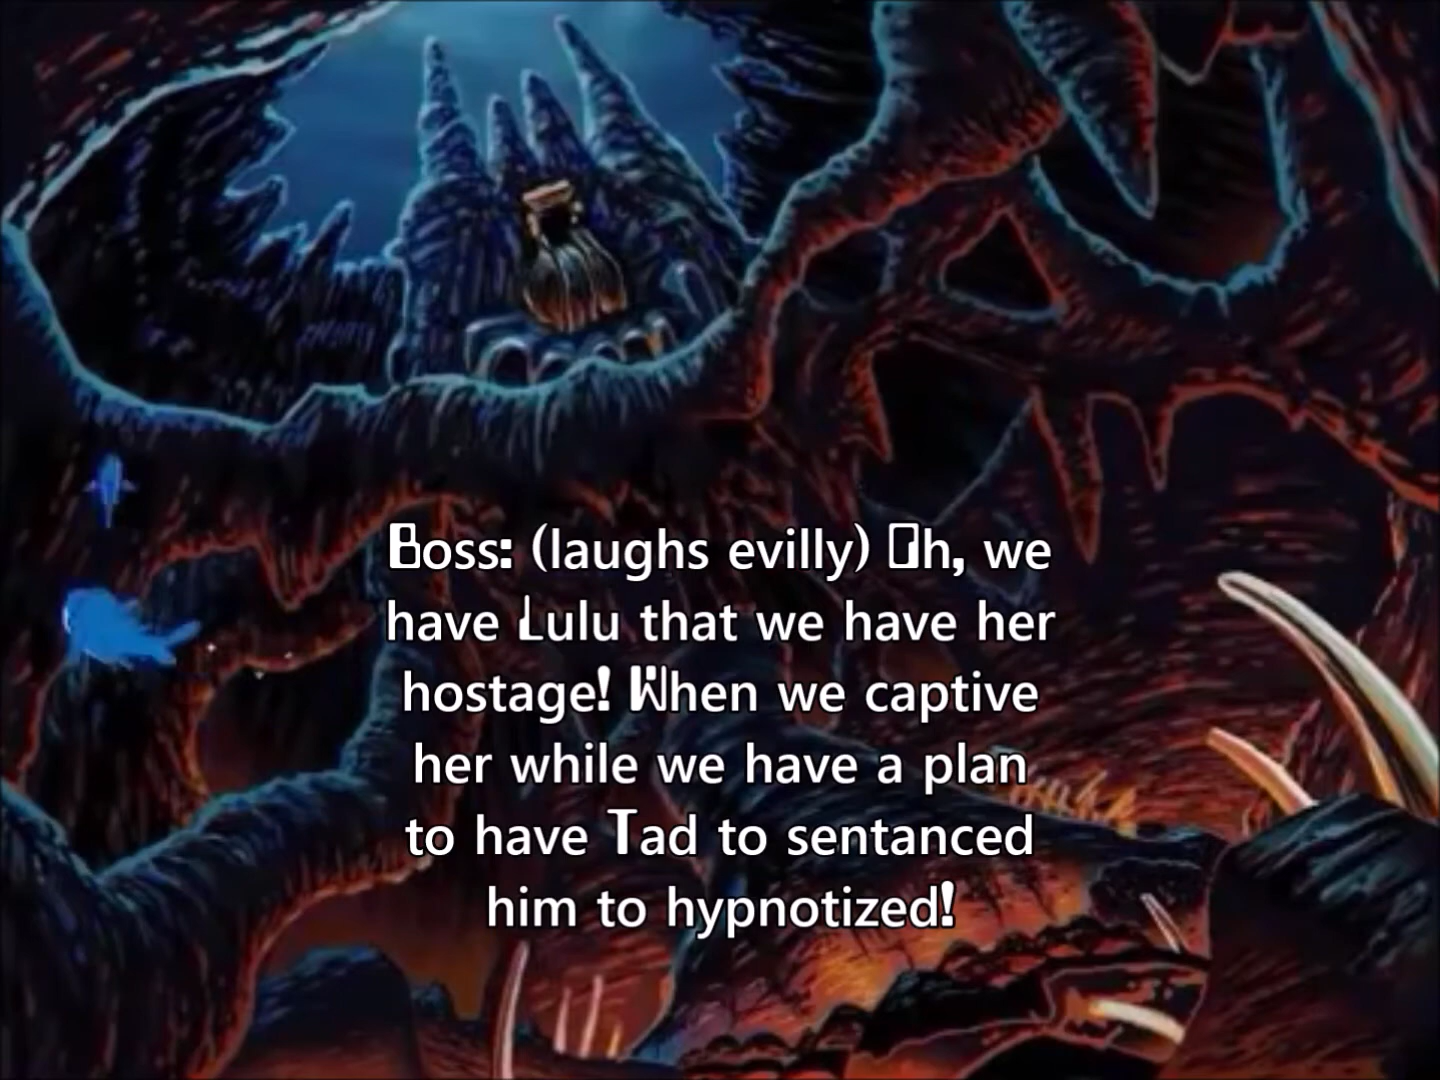 Boss: (laughs evilly) Oh, we
have Lulu that we have her
hostage! When we captive
her while we have a plan
to have Tad to sentanced
him to hypnotized!